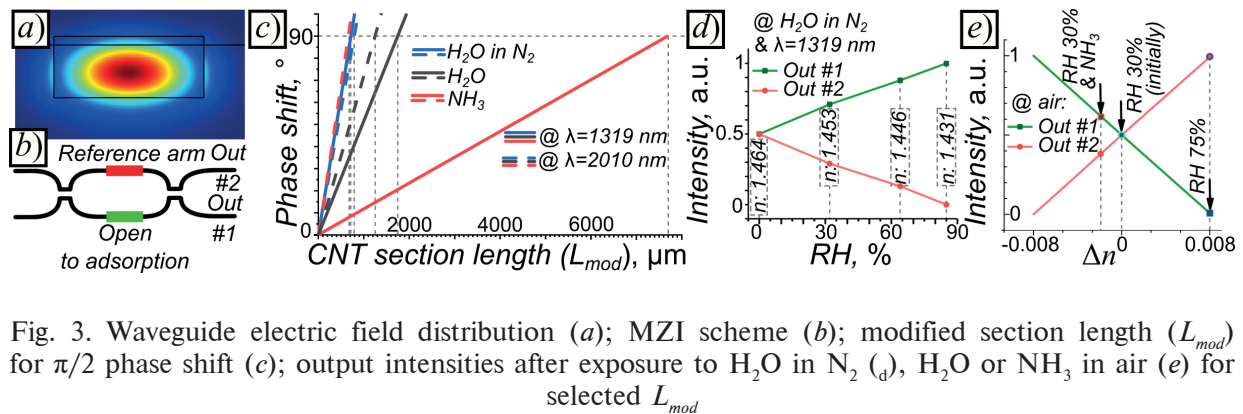 a)
b)
Reference arm Out
#2
Out
#1
Open
to adsorption
c)
90
0
Phase shift, °
H₂O in N₂
H₂O
NH₃
@ λ=1319 nm
@ λ=2010 nm
2000 4000 6000
CNT section length (Lmod), µm
d)
@ H₂O in N₂
& λ=1319 nm
Out #1
Out #2
Intensity, a.u.
1
0.5
0
n: 1.464
n: 1.453
n: 1.446
n: 1.431
0 30 60 90
RH, %
e)
RH 30%
& NH₃
RH 30%
(initially)
@ air:
Out #1
Out #2
RH 75%
Intensity, a.u.
1
0
-0.008 0 0.008
Δn
Fig. 3. Waveguide electric field distribution (a); MZI scheme (b); modified section length (Lmod)
for π/2 phase shift (c); output intensities after exposure to H₂O in N₂ (d), H₂O or NH₃ in air (e) for
selected Lmod